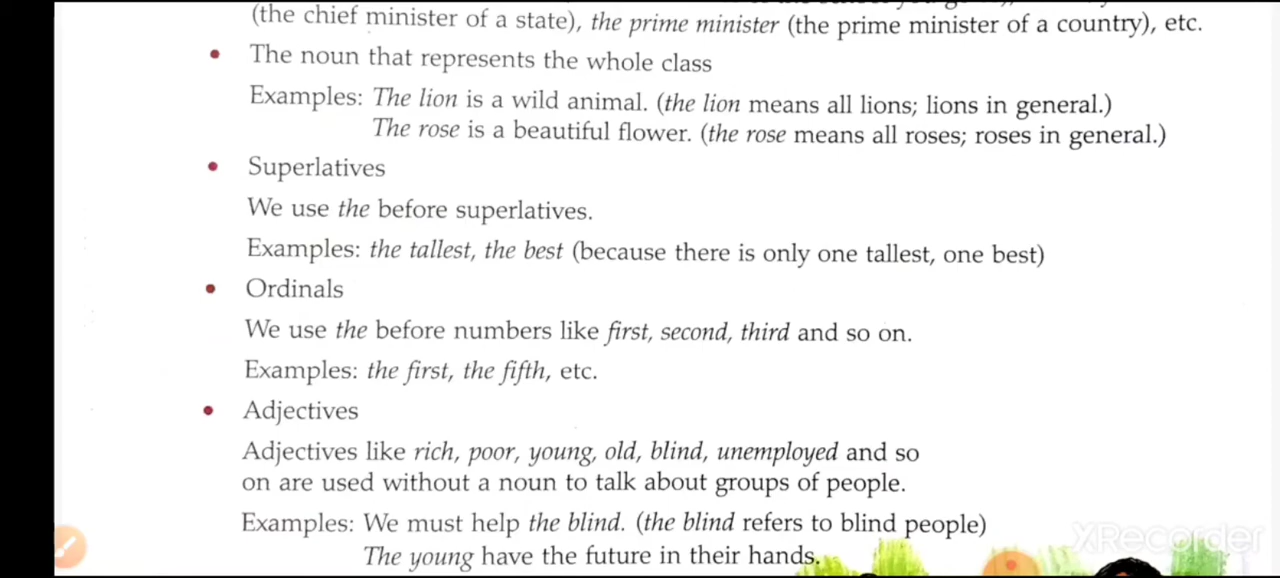 (the chief minister of a state), the prime minister (the prime minister of a country), etc.
• The noun that represents the whole class
Examples: The lion is a wild animal. (the lion means all lions; lions in general.)
The rose is a beautiful flower. (the rose means all roses; roses in general.)
• Superlatives
We use the before superlatives.
Examples: the tallest, the best (because there is only one tallest, one best)
• Ordinals
We use the before numbers like first, second, third and so on.
Examples: the first, the fifth, etc.
• Adjectives
Adjectives like rich, poor, young, old, blind, unemployed and so
on are used without a noun to talk about groups of people.
Examples: We must help the blind. (the blind refers to blind people)
The young have the future in their hands.
XRecorder